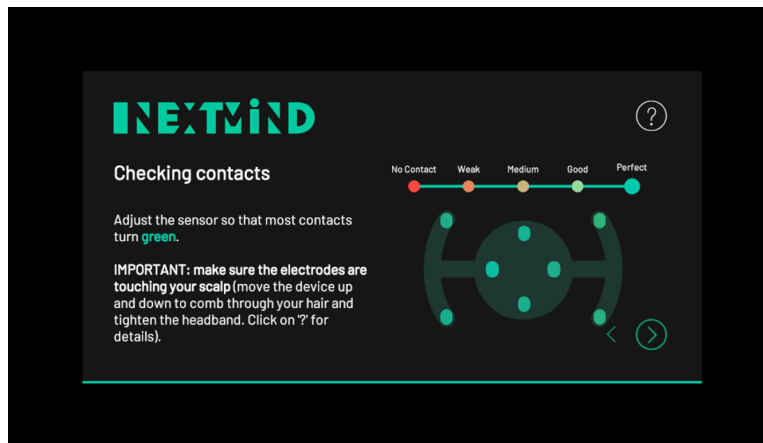 NEXTMIND
?
Checking contacts
No Contact Weak Medium Good Perfect
Adjust the sensor so that most contacts
turn green.
IMPORTANT: make sure the electrodes are
touching your scalp (move the device up
and down to comb through your hair and
tighten the headband. Click on '?' for
details).